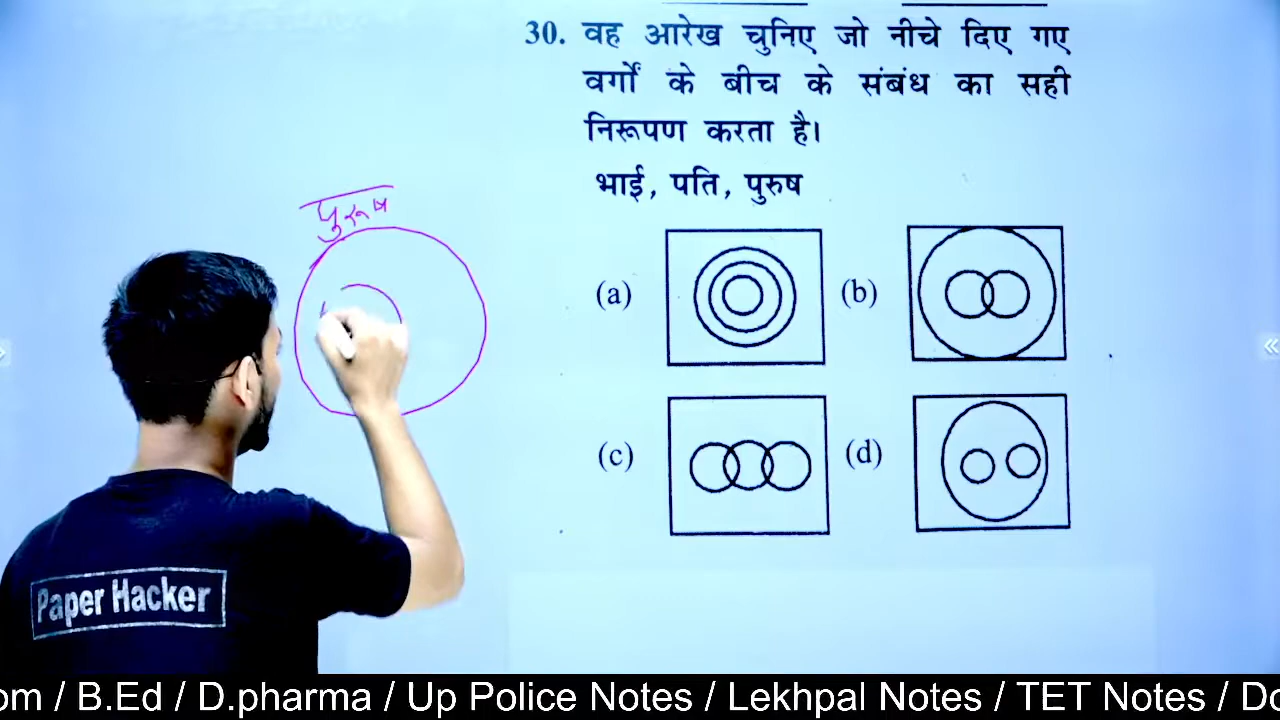 30. वह आरेख चुनिए जो नीचे दिए गए
वर्गों के बीच के संबंध का सही
निरूपण करता है।
भाई, पति, पुरुष
पुरूष
(a)
(b)
(c)
(d)
Paper Hacker
om / B.Ed / D.pharma / Up Police Notes / Lekhpal Notes / TET Notes / Do